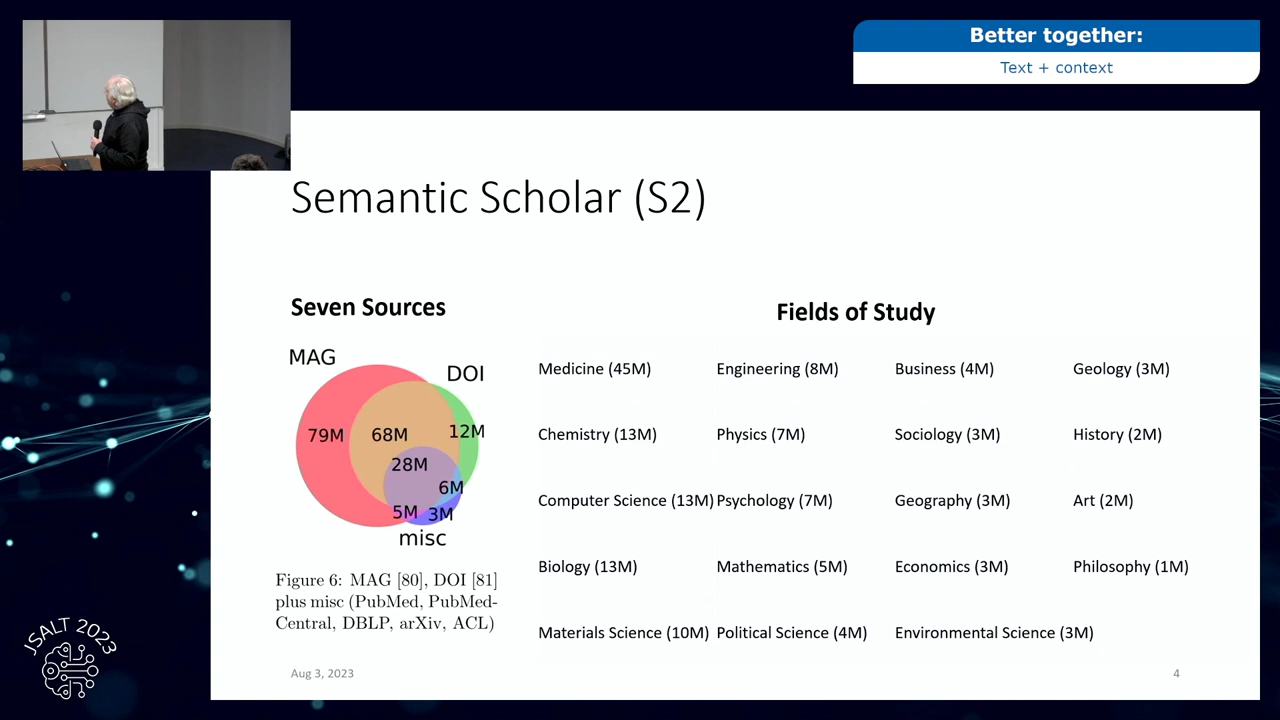 Better together:
Text + context
Semantic Scholar (S2)
Seven Sources
MAG
DOI
79M
68M
12M
28M
6M
5M
3M
misc
Figure 6: MAG [80], DOI [81]
plus misc (PubMed, PubMed-
Central, DBLP, arXiv, ACL)
Fields of Study
Medicine (45M)
Engineering (8M)
Business (4M)
Geology (3M)
Chemistry (13M)
Physics (7M)
Sociology (3M)
History (2M)
Computer Science (13M)
Psychology (7M)
Geography (3M)
Art (2M)
Biology (13M)
Mathematics (5M)
Economics (3M)
Philosophy (1M)
Materials Science (10M)
Political Science (4M)
Environmental Science (3M)
Aug 3, 2023
4
JSALT 2023